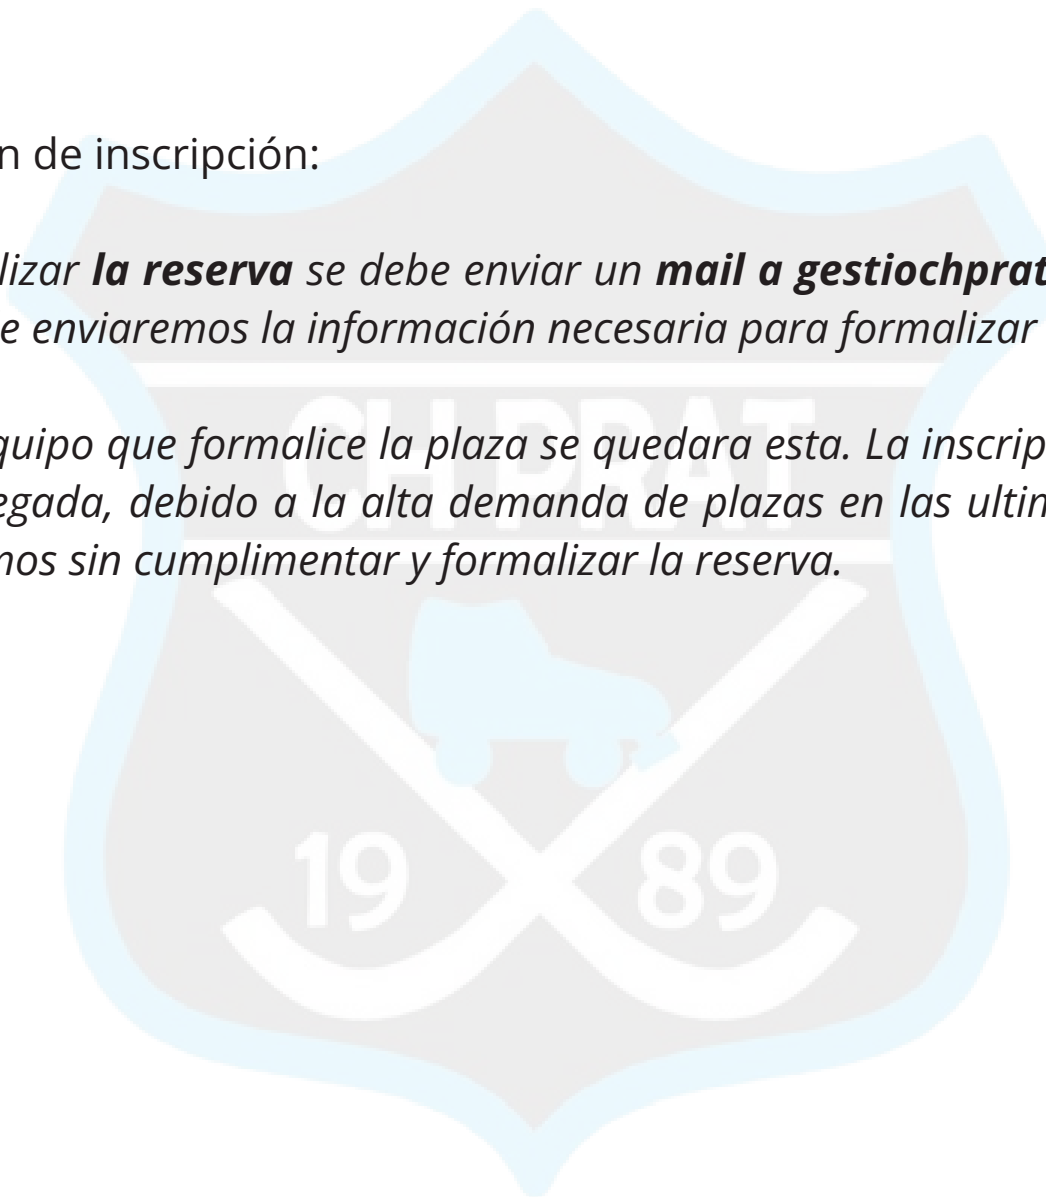 n de inscripción:
lizar la reserva se debe enviar un mail a gestiochprat
e enviaremos la información necesaria para formalizar
CH PRAT
quipo que formalice la plaza se quedara esta. La inscrip
egada, debido a la alta demanda de plazas en las ultin
nos sin cumplimentar y formalizar la reserva.
19 89